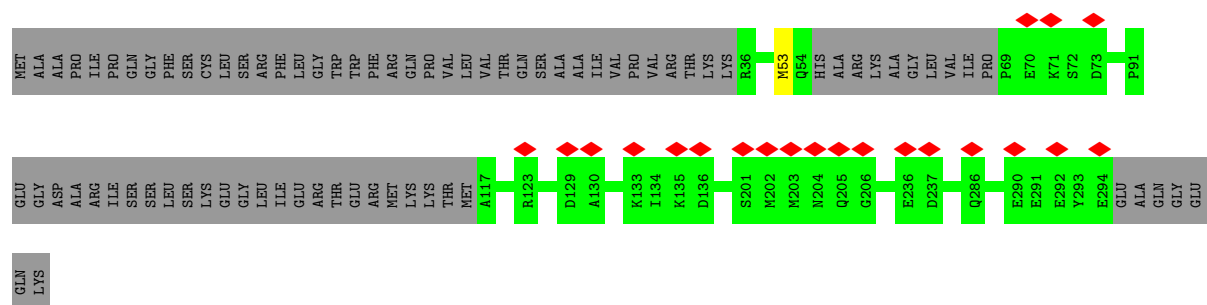 MET ALA ALA PRO ILE PRO GLN GLY PHE SER CYS LEU SER ARG PHE LEU GLY TRP TRP PHE ARG GLN PRO VAL LEU VAL THR GLN SER ALA ALA ILE VAL PRO VAL ARG THR LYS LYS R36 M53 Q54 HIS ALA ARG LYS ALA GLY LEU VAL ILE PRO P69 E70 K71 S72 D73 P91
GLU GLY ASP ALA ARG ILE SER SER LEU SER LYS GLU GLY LEU ILE GLU ARG THR GLU ARG MET LYS LYS THR MET A117 R123 D129 A130 K133 I134 K135 D136 S201 M202 M203 N204 Q205 G206 E236 D237 Q286 E290 E291 E292 Y293 E294 GLU ALA GLN GLY GLU
GLN LYS